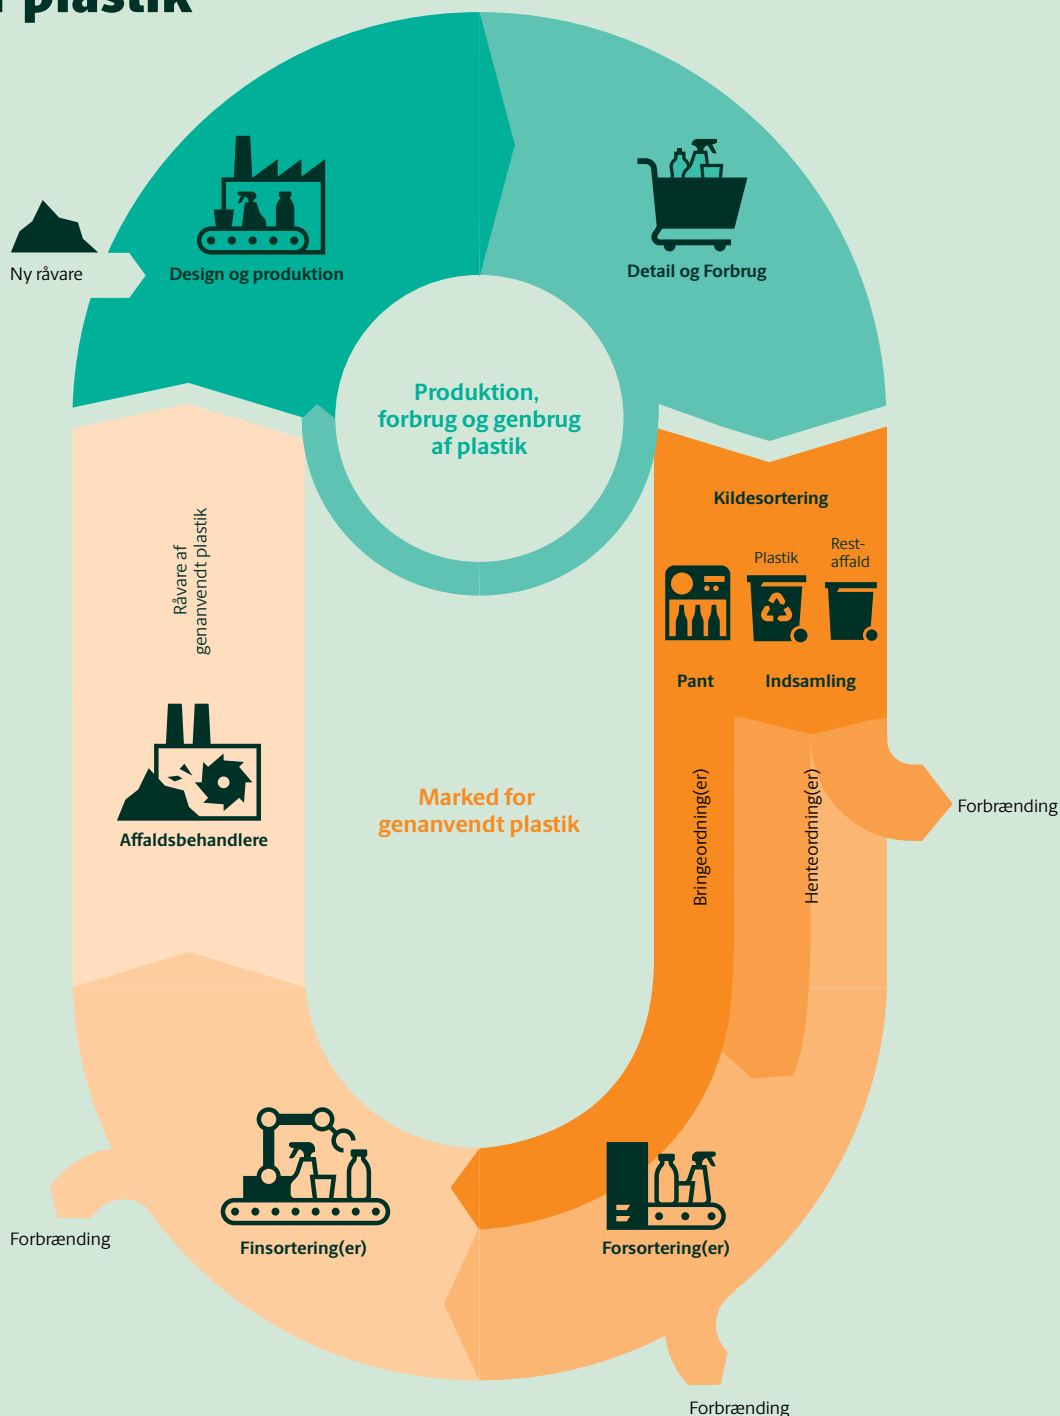 plastik
Ny råvare
Design og produktion
Detail og Forbrug
Produktion,
forbrug og genbrug
af plastik
Kildesortering
Plastik
Rest-
affald
Pant
Indsamling
Råvare af
genanvendt plastik
Affaldsbehandlere
Marked for
genanvendt plastik
Bringeordning(er)
Henteordning(er)
Forbrænding
Finsortering(er)
Forsortering(er)
Forbrænding
Forbrænding